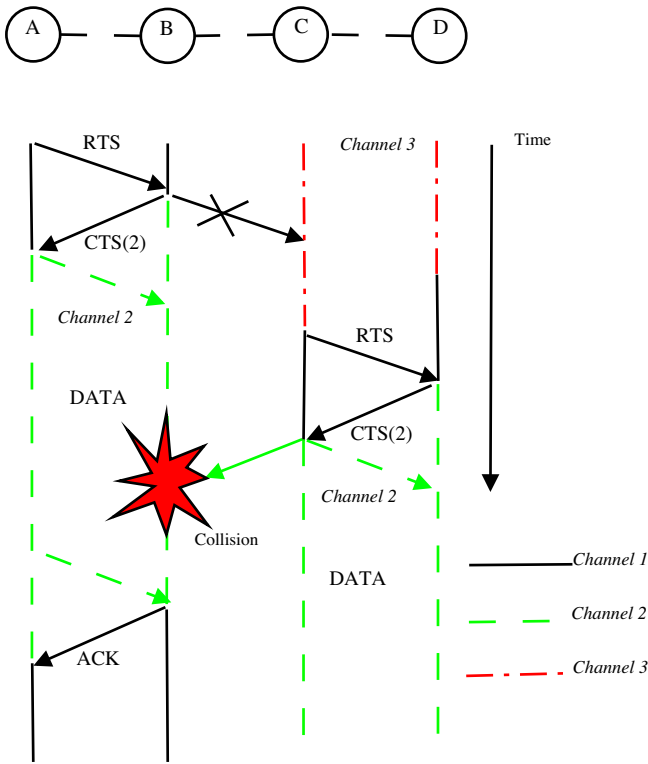 A B C D
Channel 3 Time
RTS
CTS(2)
Channel 2
RTS
DATA
CTS(2)
Channel 2
Collision
DATA
Channel 1
Channel 2
ACK
Channel 3